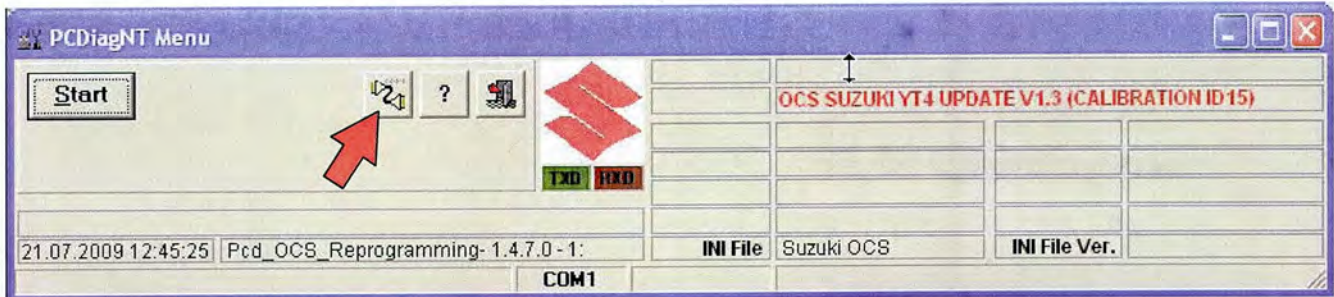 PCDiagNT Menu
Start
?
OCS SUZUKI YT4 UPDATE V1.3 (CALIBRATION ID15)
TXD RXD
21.07.2009 12:45:25 Pcd_OCS_Reprogramming- 1.4.7.0 - 1: INI File Suzuki OCS INI File Ver.
COM1